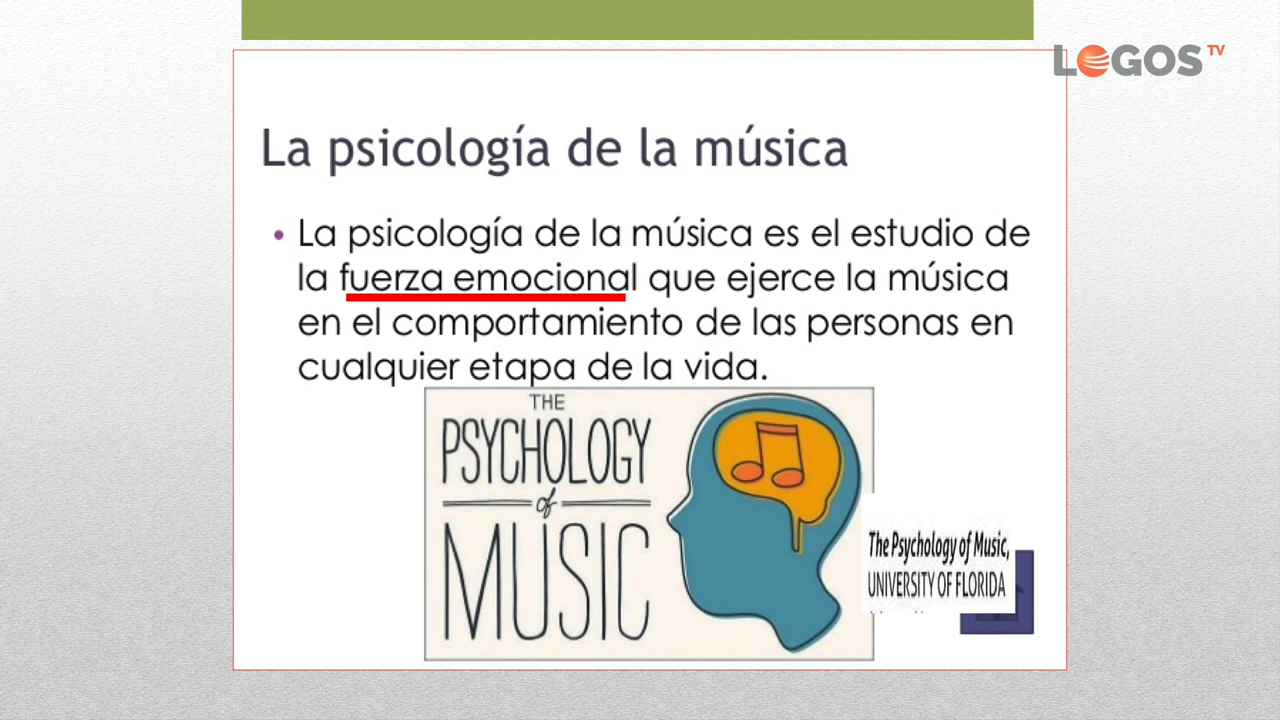 LOGOS TV
La psicología de la música
• La psicología de la música es el estudio de
la fuerza emocional que ejerce la música
en el comportamiento de las personas en
cualquier etapa de la vida.
THE
PSYCHOLOGY
of
MUSIC
The Psychology of Music,
UNIVERSITY OF FLORIDA